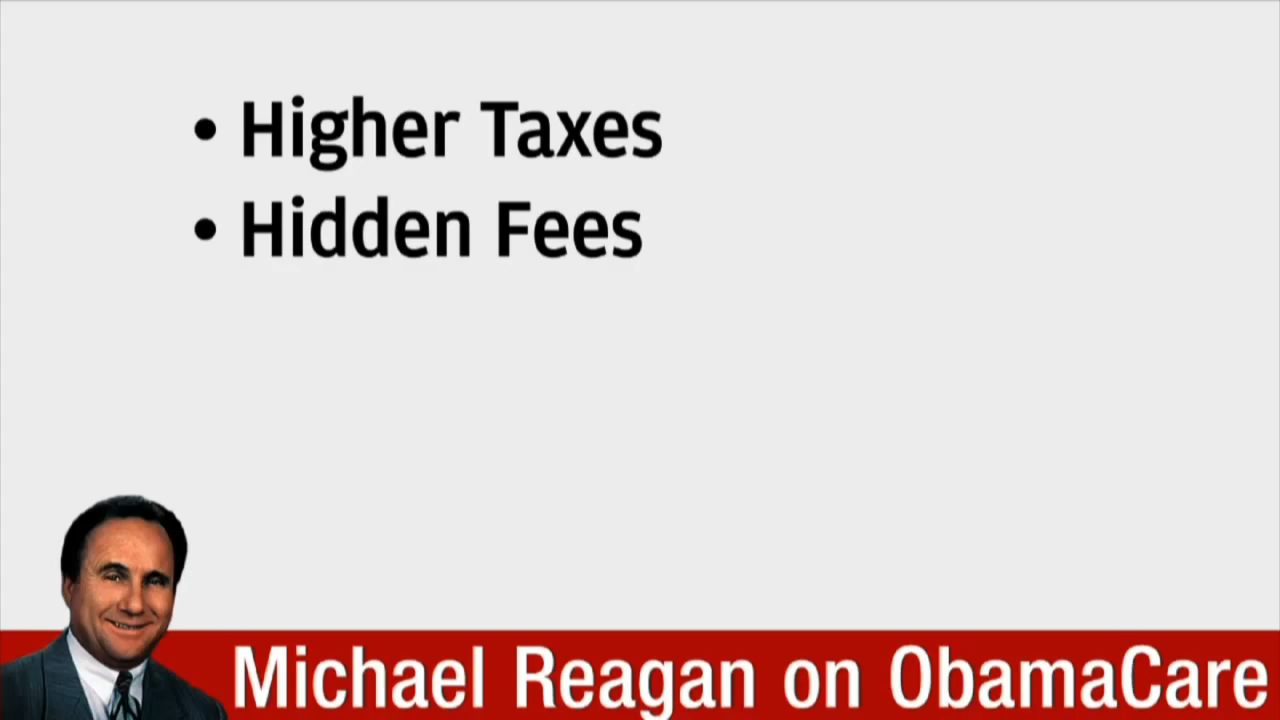 • Higher Taxes
• Hidden Fees
Michael Reagan on ObamaCare